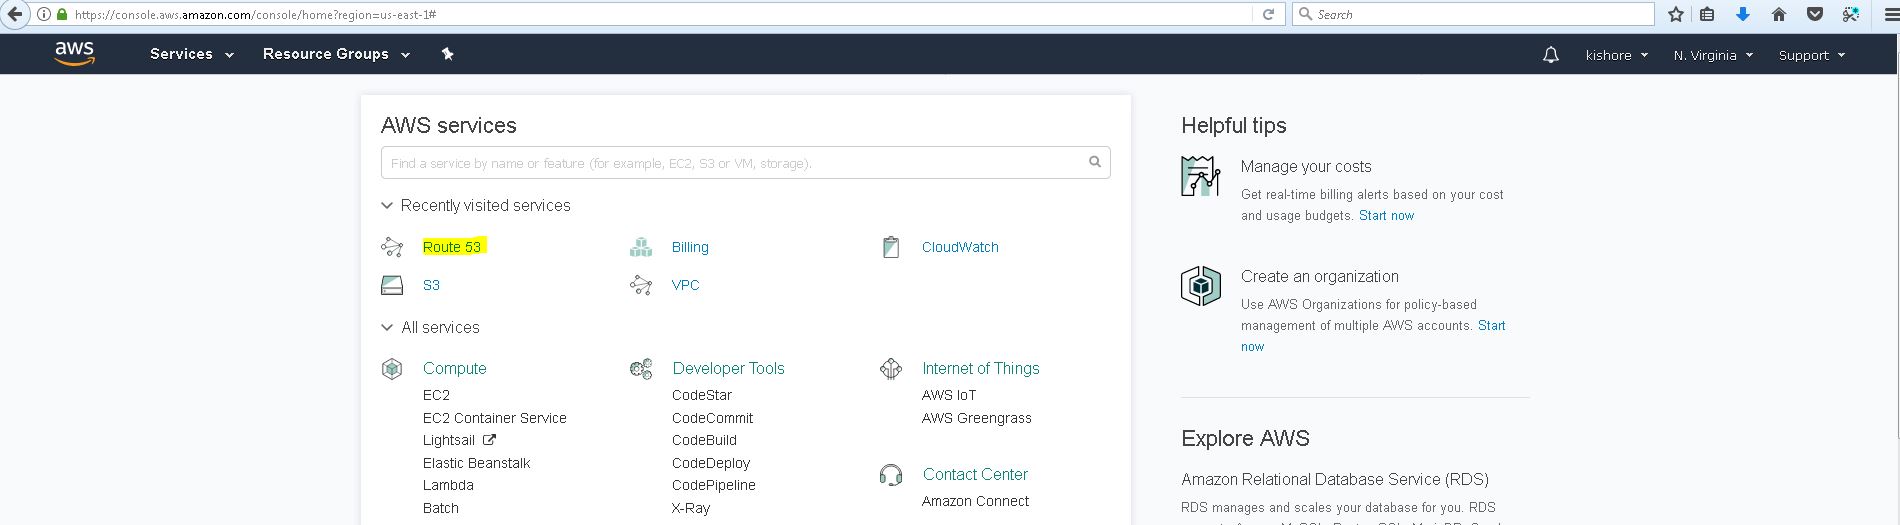 https://console.aws.amazon.com/console/home?region=us-east-1#
Search
aws
Services
Resource Groups
kishore
N. Virginia
Support
AWS services
Find a service by name or feature (for example, EC2, S3 or VM, storage).
Recently visited services
Route 53
Billing
CloudWatch
S3
VPC
All services
Compute
EC2
EC2 Container Service
Lightsail
Elastic Beanstalk
Lambda
Batch
Developer Tools
CodeStar
CodeCommit
CodeBuild
CodeDeploy
CodePipeline
X-Ray
Internet of Things
AWS IoT
AWS Greengrass
Contact Center
Amazon Connect
Helpful tips
Manage your costs
Get real-time billing alerts based on your cost
and usage budgets. Start now
Create an organization
Use AWS Organizations for policy-based
management of multiple AWS accounts. Start
now
Explore AWS
Amazon Relational Database Service (RDS)
RDS manages and scales your database for you. RDS